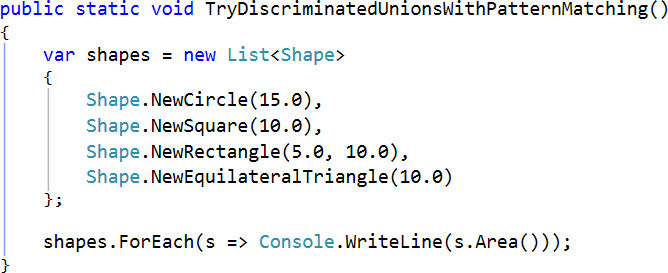 public static void TryDiscriminatedUnionsWithPatternMatching()
{
    var shapes = new List<Shape>
    {
        Shape.NewCircle(15.0),
        Shape.NewSquare(10.0),
        Shape.NewRectangle(5.0, 10.0),
        Shape.NewEquilateralTriangle(10.0)
    };

    shapes.ForEach(s => Console.WriteLine(s.Area()));
}